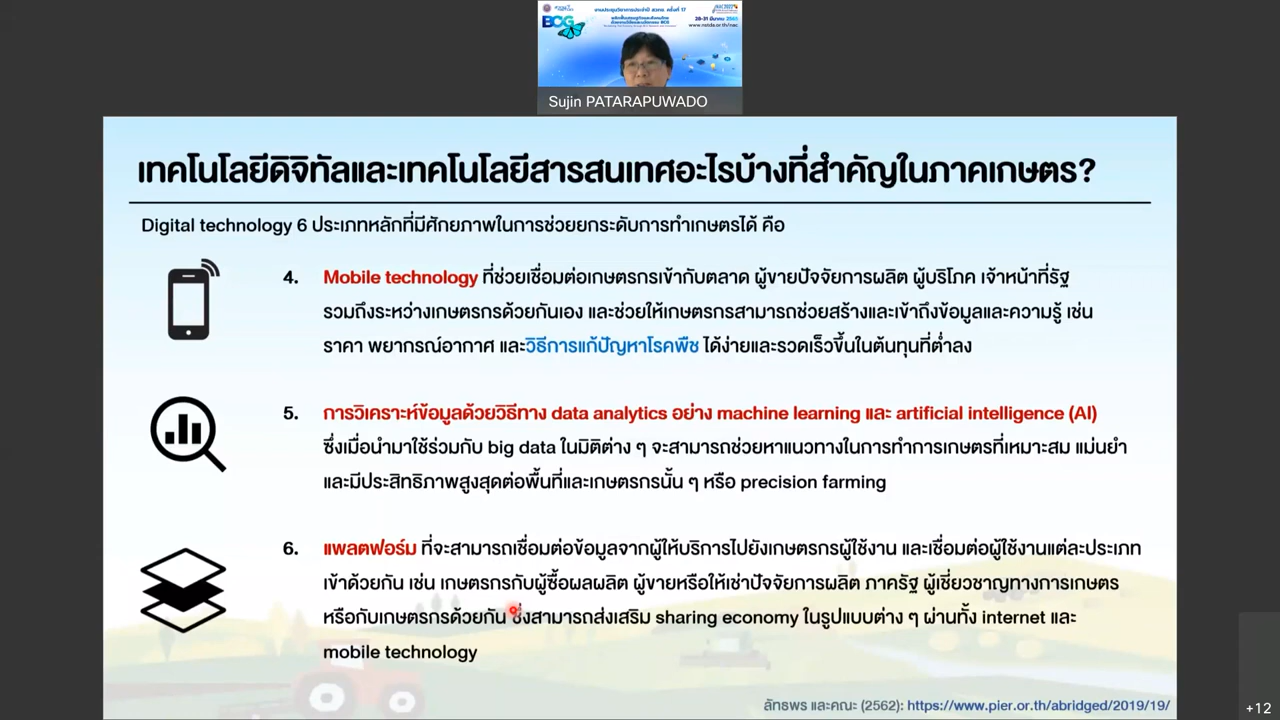 BCG
งานประชุมวิชาการประจำปี สวทช. ครั้งที่ 17
www.nstda.or.th/nac
Sujin PATARAPUWADO
เทคโนโลยีดิจิทัลและเทคโนโลยีสารสนเทศอะไรบ้างที่สำคัญในภาคเกษตร?
Digital technology 6 ประเภทหลักที่มีศักยภาพในการช่วยยกระดับการทำเกษตรได้ คือ
4. Mobile technology ที่ช่วยเชื่อมต่อเกษตรกรเข้ากับตลาด ผู้ขายปัจจัยการผลิต ผู้บริโภค เจ้าหน้าที่รัฐ
รวมถึงระหว่างเกษตรกรด้วยกันเอง และช่วยให้เกษตรกรสามารถช่วยสร้างและเข้าถึงข้อมูลและความรู้ เช่น
ราคา พยากรณ์อากาศ และวิธีการแก้ปัญหาโรคพืช ได้ง่ายและรวดเร็วขึ้นในต้นทุนที่ต่ำลง
5. การวิเคราะห์ข้อมูลด้วยวิธีทาง data analytics อย่าง machine learning และ artificial intelligence (AI)
ซึ่งเมื่อนำมาใช้ร่วมกับ big data ในมิติต่าง ๆ จะสามารถช่วยหาแนวทางในการทำการเกษตรที่เหมาะสม แม่นยำ
และมีประสิทธิภาพสูงสุดต่อพื้นที่และเกษตรกรนั้น ๆ หรือ precision farming
6. แพลตฟอร์ม ที่จะสามารถเชื่อมต่อข้อมูลจากผู้ให้บริการไปยังเกษตรกรผู้ใช้งาน และเชื่อมต่อผู้ใช้งานแต่ละประเภท
เข้าด้วยกัน เช่น เกษตรกรกับผู้ซื้อผลผลิต ผู้ขายหรือให้เช่าปัจจัยการผลิต ภาครัฐ ผู้เชี่ยวชาญทางการเกษตร
หรือกับเกษตรกรด้วยกัน ซึ่งสามารถส่งเสริม sharing economy ในรูปแบบต่าง ๆ ผ่านทั้ง internet และ
mobile technology
ลัทธพร และคณะ (2562): https://www.pier.or.th/abridged/2019/19/
+12